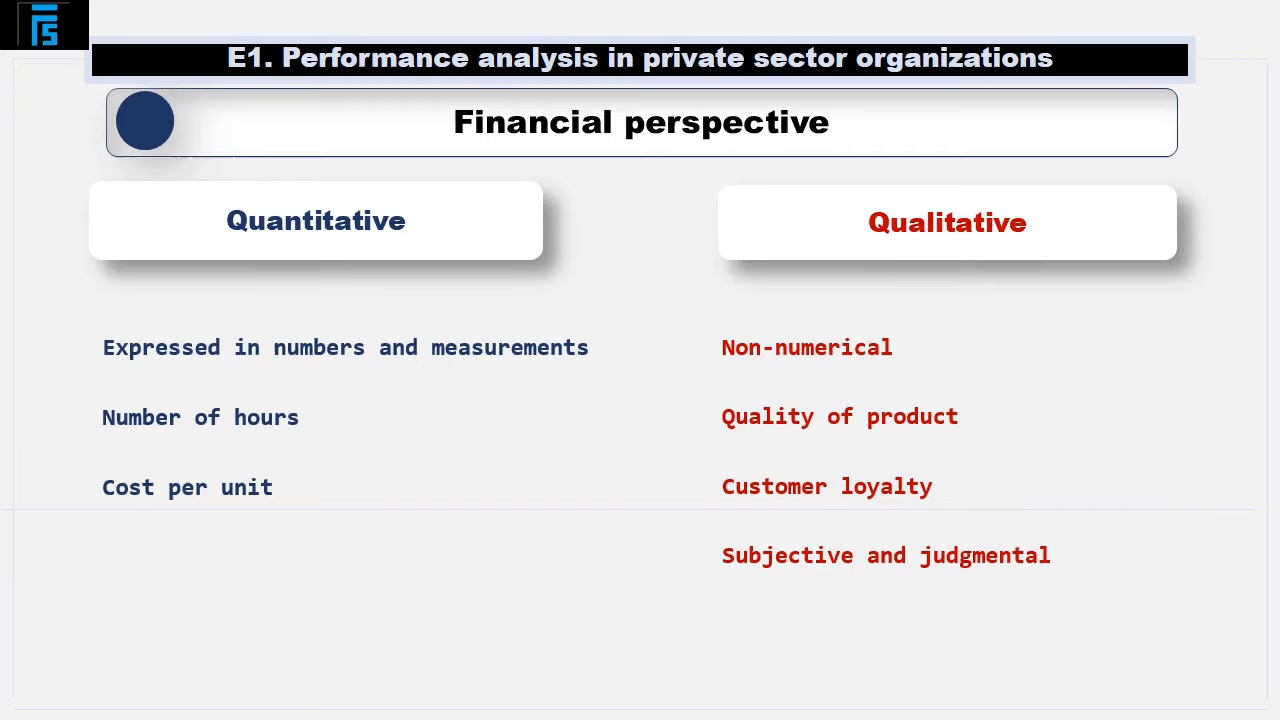 E1. Performance analysis in private sector organizations
Financial perspective
Quantitative
Expressed in numbers and measurements
Number of hours
Cost per unit
Qualitative
Non-numerical
Quality of product
Customer loyalty
Subjective and judgmental